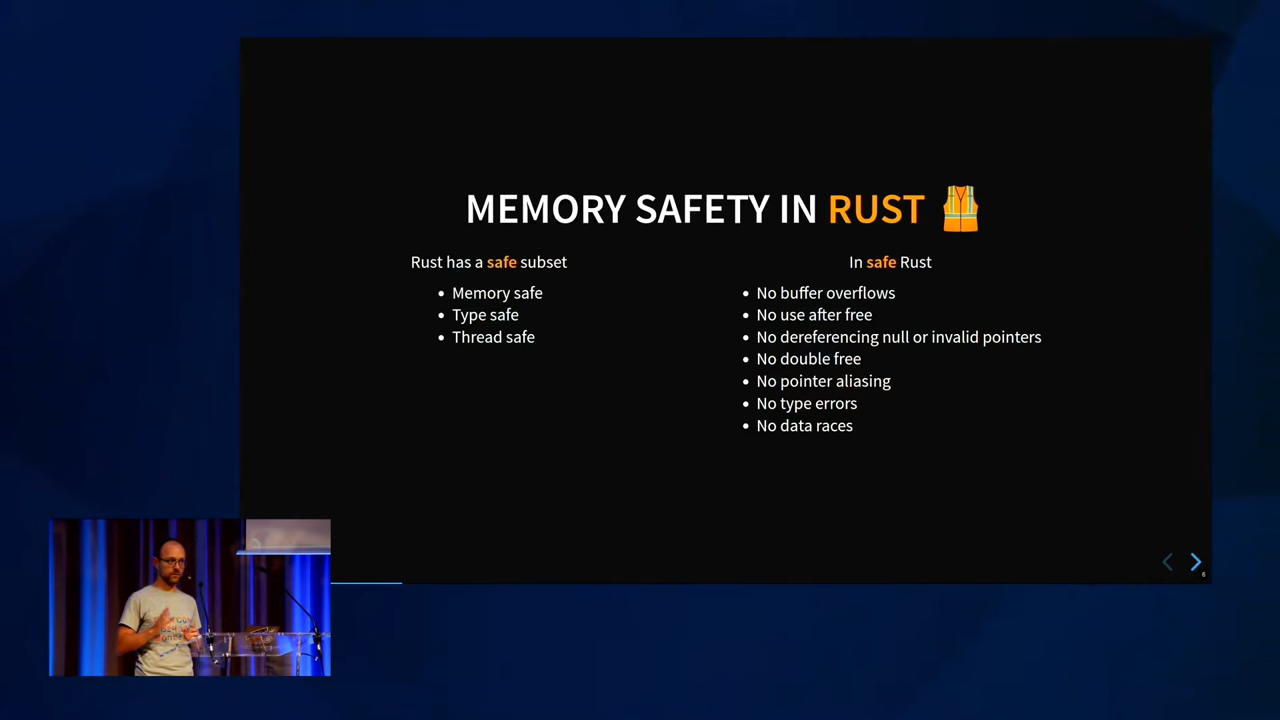 MEMORY SAFETY IN RUST
Rust has a safe subset
Memory safe
Type safe
Thread safe
In safe Rust
No buffer overflows
No use after free
No dereferencing null or invalid pointers
No double free
No pointer aliasing
No type errors
No data races
6